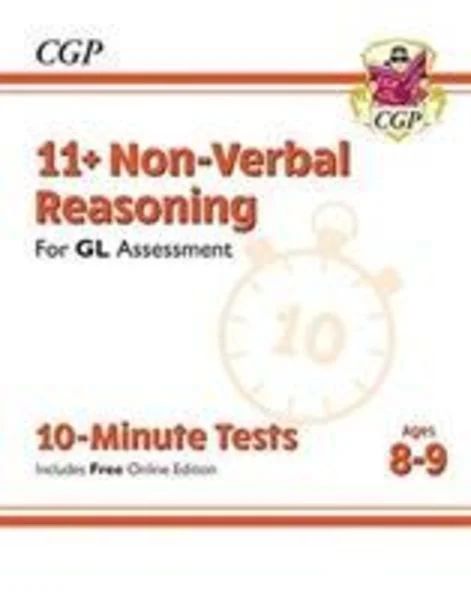 CGP
CGP
11+ Non-Verbal
Reasoning
For GL Assessment
10
10-Minute Tests
Includes Free Online Edition
Ages
8-9